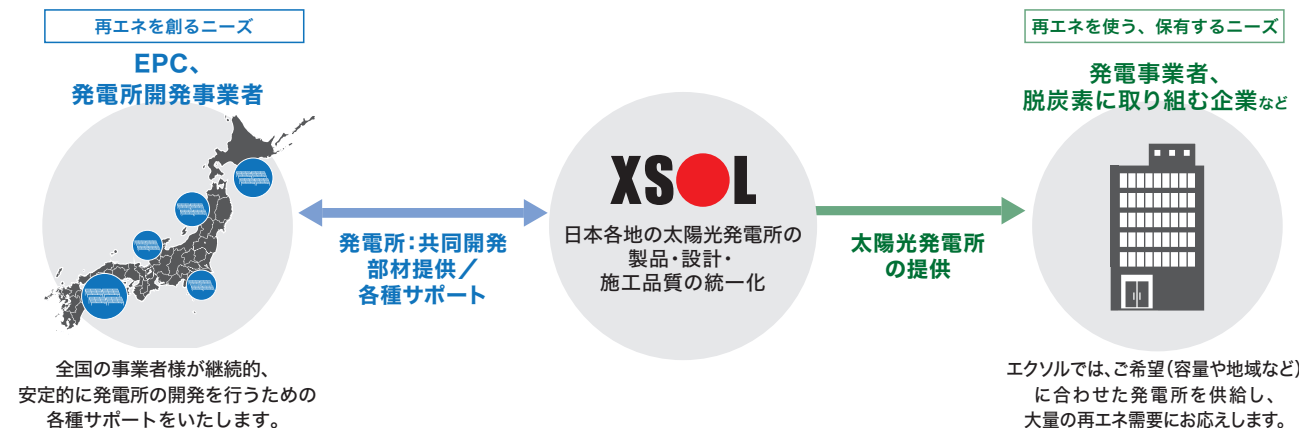 再エネを創るニーズ
EPC、
発電所開発事業者
全国の事業者様が継続的、
安定的に発電所の開発を行うための
各種サポートをいたします。
発電所：共同開発
部材提供／
各種サポート
XSOL
日本各地の太陽光発電所の
製品・設計・
施工品質の統一化
太陽光発電所
の提供
再エネを使う、保有するニーズ
発電事業者、
脱炭素に取り組む企業など
エクソルでは、ご希望（容量や地域など）
に合わせた発電所を供給し、
大量の再エネ需要にお応えします。